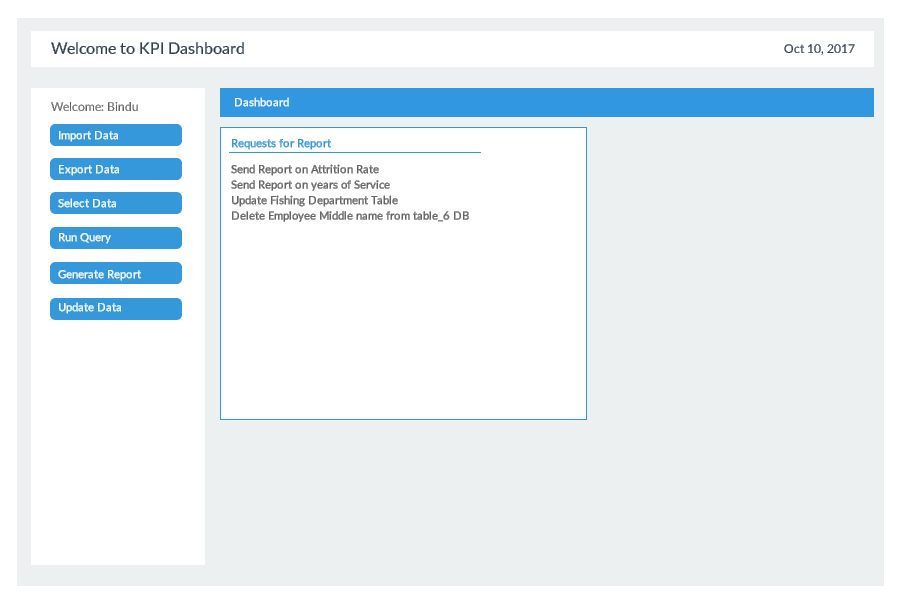 Welcome to KPI Dashboard
Oct 10, 2017
Welcome: Bindu
Import Data
Export Data
Select Data
Run Query
Generate Report
Update Data
Dashboard
Requests for Report
Send Report on Attrition Rate
Send Report on years of Service
Update Fishing Department Table
Delete Employee Middle name from table_6 DB